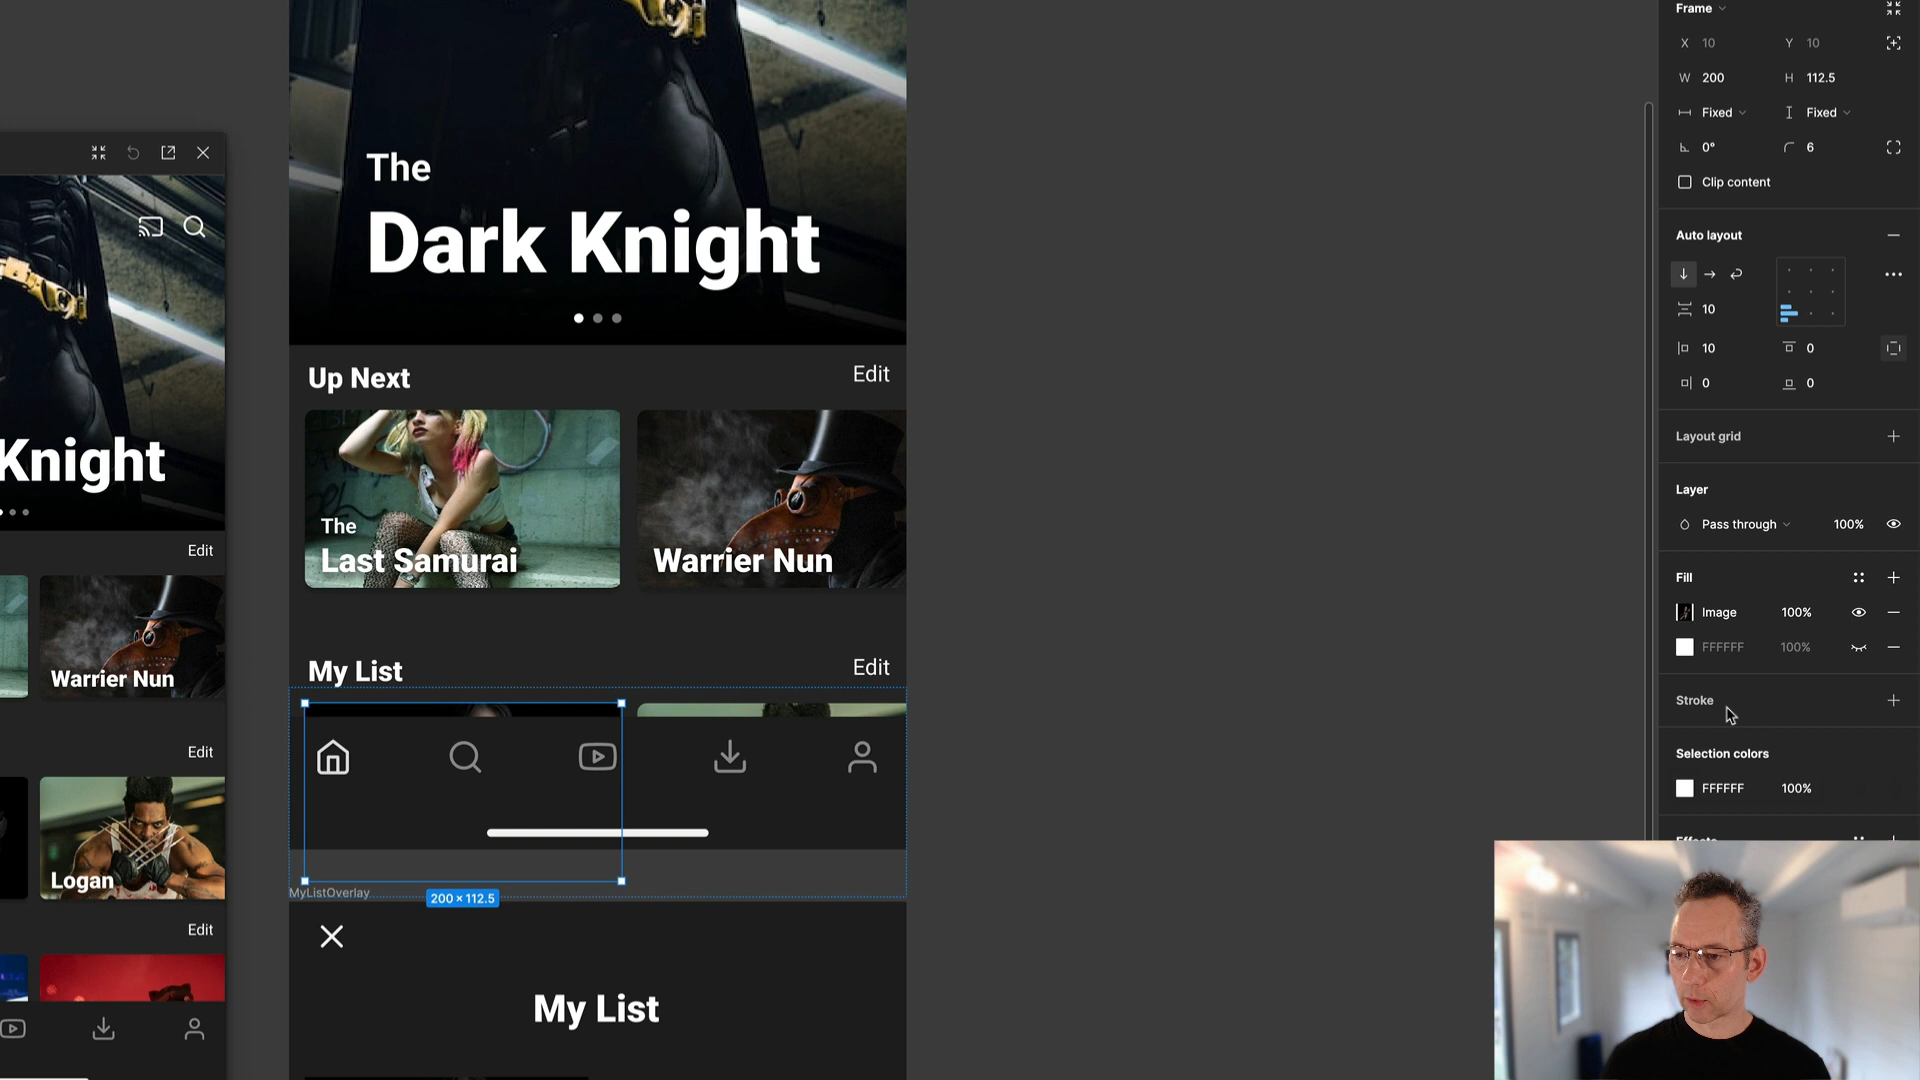 Knight
Edit
Warrier Nun
Edit
Logan
Edit
The
Dark Knight
Up Next
Edit
The
Last Samurai
Warrier Nun
My List
Edit
MyListOverlay
200 × 112.5
My List
Frame
X 10
Y 10
W 200
H 112.5
Fixed
Fixed
0°
6
Clip content
Auto layout
10
10
0
0
0
Layout grid
Layer
Pass through
100%
Fill
Image
100%
FFFFFF
100%
Stroke
Selection colors
FFFFFF
100%